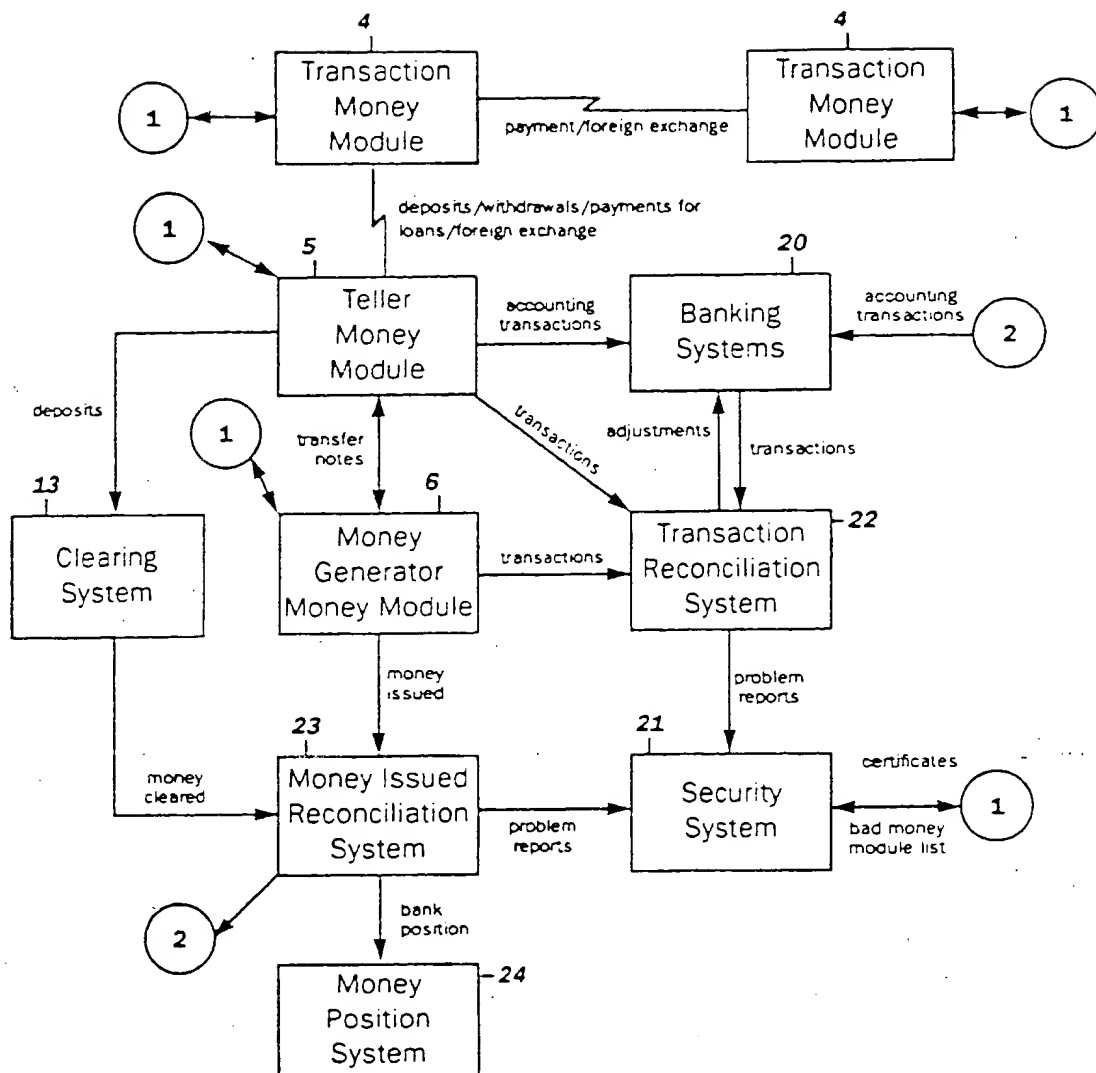 4
4
Transaction
Money
Module
Transaction
Money
Module
1
1
payment/foreign exchange
deposits/withdrawals/payments for
loans/foreign exchange
1
5
20
Teller
Money
Module
accounting
transactions
Banking
Systems
accounting
transactions
2
deposits
1
transfer
notes
transactions
adjustments
transactions
13
6
22
Clearing
System
Money
Generator
Money Module
transactions
Transaction
Reconciliation
System
money
issued
problem
reports
23
21
money
cleared
Money Issued
Reconciliation
System
problem
reports
Security
System
certificates
1
bad money
module list
2
bank
position
24
Money
Position
System